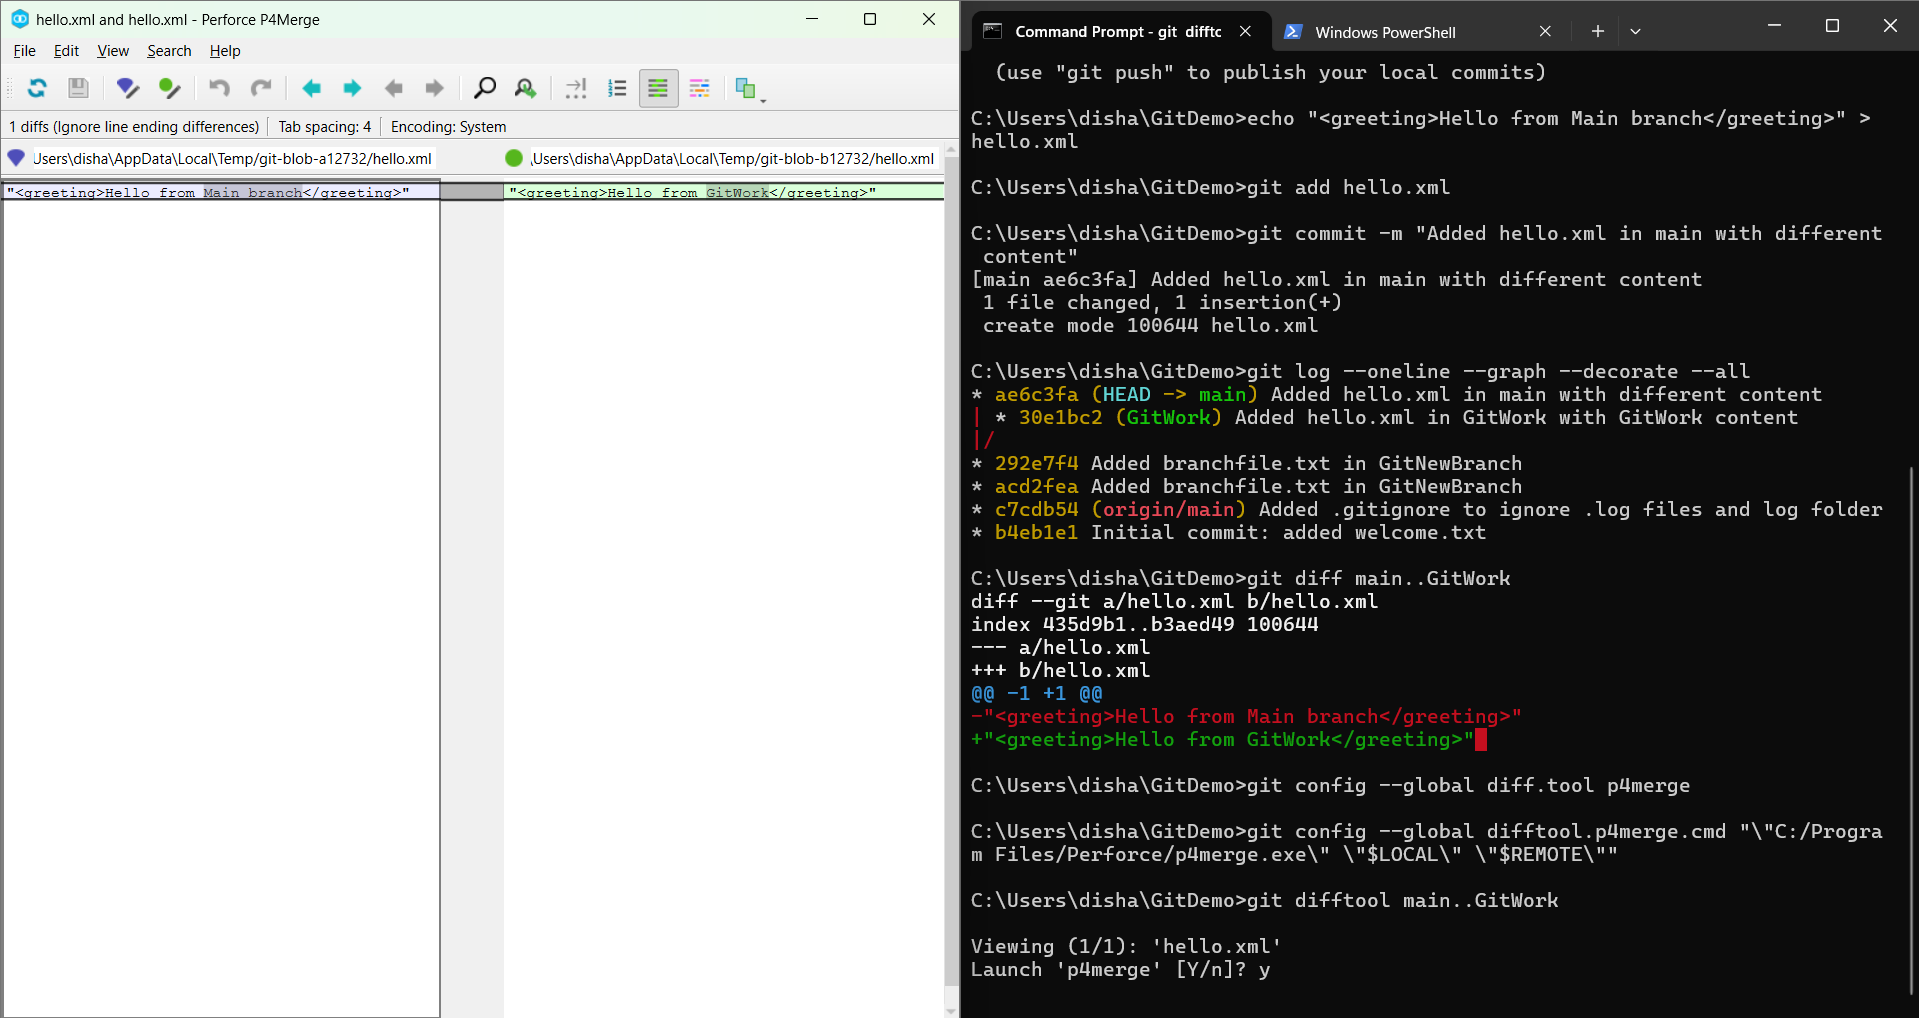 hello.xml and hello.xml - Perforce P4Merge
File Edit View Search Help
1 diffs (Ignore line ending differences) Tab spacing: 4 Encoding: System
Users\disha\AppData\Local\Temp/git-blob-a12732/hello.xml
\Users\disha\AppData\Local\Temp/git-blob-b12732/hello.xml
"<greeting>Hello from Main branch</greeting>"
"<greeting>Hello from GitWork</greeting>"
Command Prompt - git difftc
Windows PowerShell
(use "git push" to publish your local commits)
C:\Users\disha\GitDemo>echo "<greeting>Hello from Main branch</greeting>" >
hello.xml
C:\Users\disha\GitDemo>git add hello.xml
C:\Users\disha\GitDemo>git commit -m "Added hello.xml in main with different
content"
[main ae6c3fa] Added hello.xml in main with different content
1 file changed, 1 insertion(+)
create mode 100644 hello.xml
C:\Users\disha\GitDemo>git log --oneline --graph --decorate --all
* ae6c3fa (HEAD -> main) Added hello.xml in main with different content
| * 30e1bc2 (GitWork) Added hello.xml in GitWork with GitWork content
|/
* 292e7f4 Added branchfile.txt in GitNewBranch
* acd2fea Added branchfile.txt in GitNewBranch
* c7cdb54 (origin/main) Added .gitignore to ignore .log files and log folder
* b4eb1e1 Initial commit: added welcome.txt
C:\Users\disha\GitDemo>git diff main..GitWork
diff --git a/hello.xml b/hello.xml
index 435d9b1..b3aed49 100644
--- a/hello.xml
+++ b/hello.xml
@@ -1 +1 @@
-"<greeting>Hello from Main branch</greeting>"
+"<greeting>Hello from GitWork</greeting>"
C:\Users\disha\GitDemo>git config --global diff.tool p4merge
C:\Users\disha\GitDemo>git config --global difftool.p4merge.cmd "\"C:/Progra
m Files/Perforce/p4merge.exe\" \"$LOCAL\" \"$REMOTE\""
C:\Users\disha\GitDemo>git difftool main..GitWork
Viewing (1/1): 'hello.xml'
Launch 'p4merge' [Y/n]? y